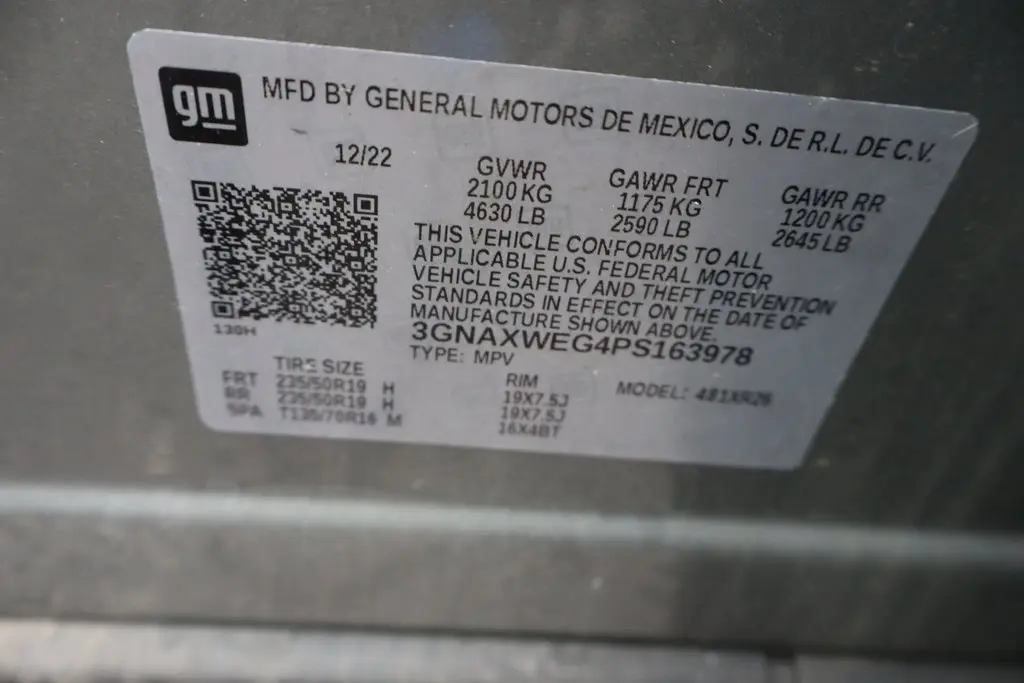 gm
MFD BY GENERAL MOTORS DE MEXICO, S. DE R.L. DE C.V.
12/22
GVWR GAWR FRT GAWR RR
2100 KG 1175 KG 1200 KG
4630 LB 2590 LB 2645 LB
THIS VEHICLE CONFORMS TO ALL
APPLICABLE U.S. FEDERAL MOTOR
VEHICLE SAFETY AND THEFT PREVENTION
STANDARDS IN EFFECT ON THE DATE OF
MANUFACTURE SHOWN ABOVE.
130H
3GNAXWEG4PS163978
TYPE: MPV
TIRE SIZE RIM MODEL: 481XR26
FRT 235/50R19 H 19X7.5J
RR 235/50R19 H 19X7.5J
SPA T135/70R16 M 16X4BT